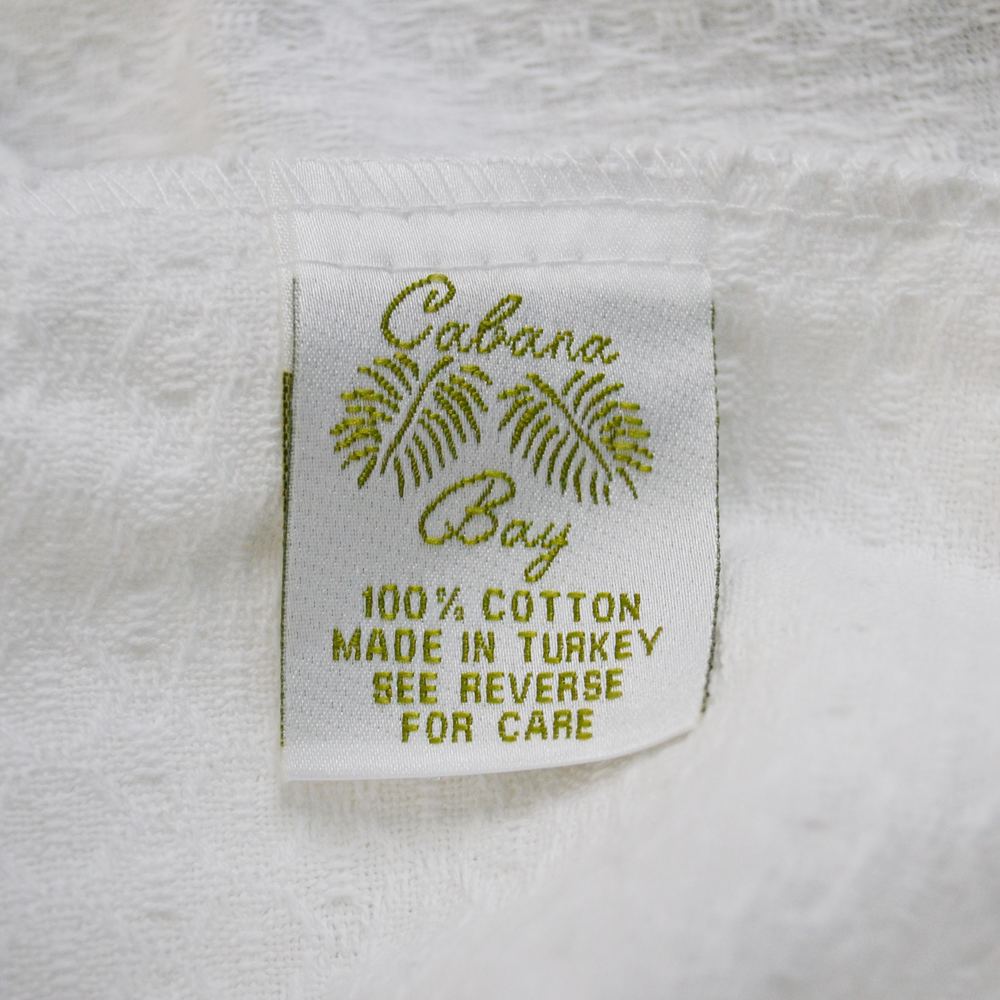 Cabana
Bay
100% COTTON
MADE IN TURKEY
SEE REVERSE
FOR CARE